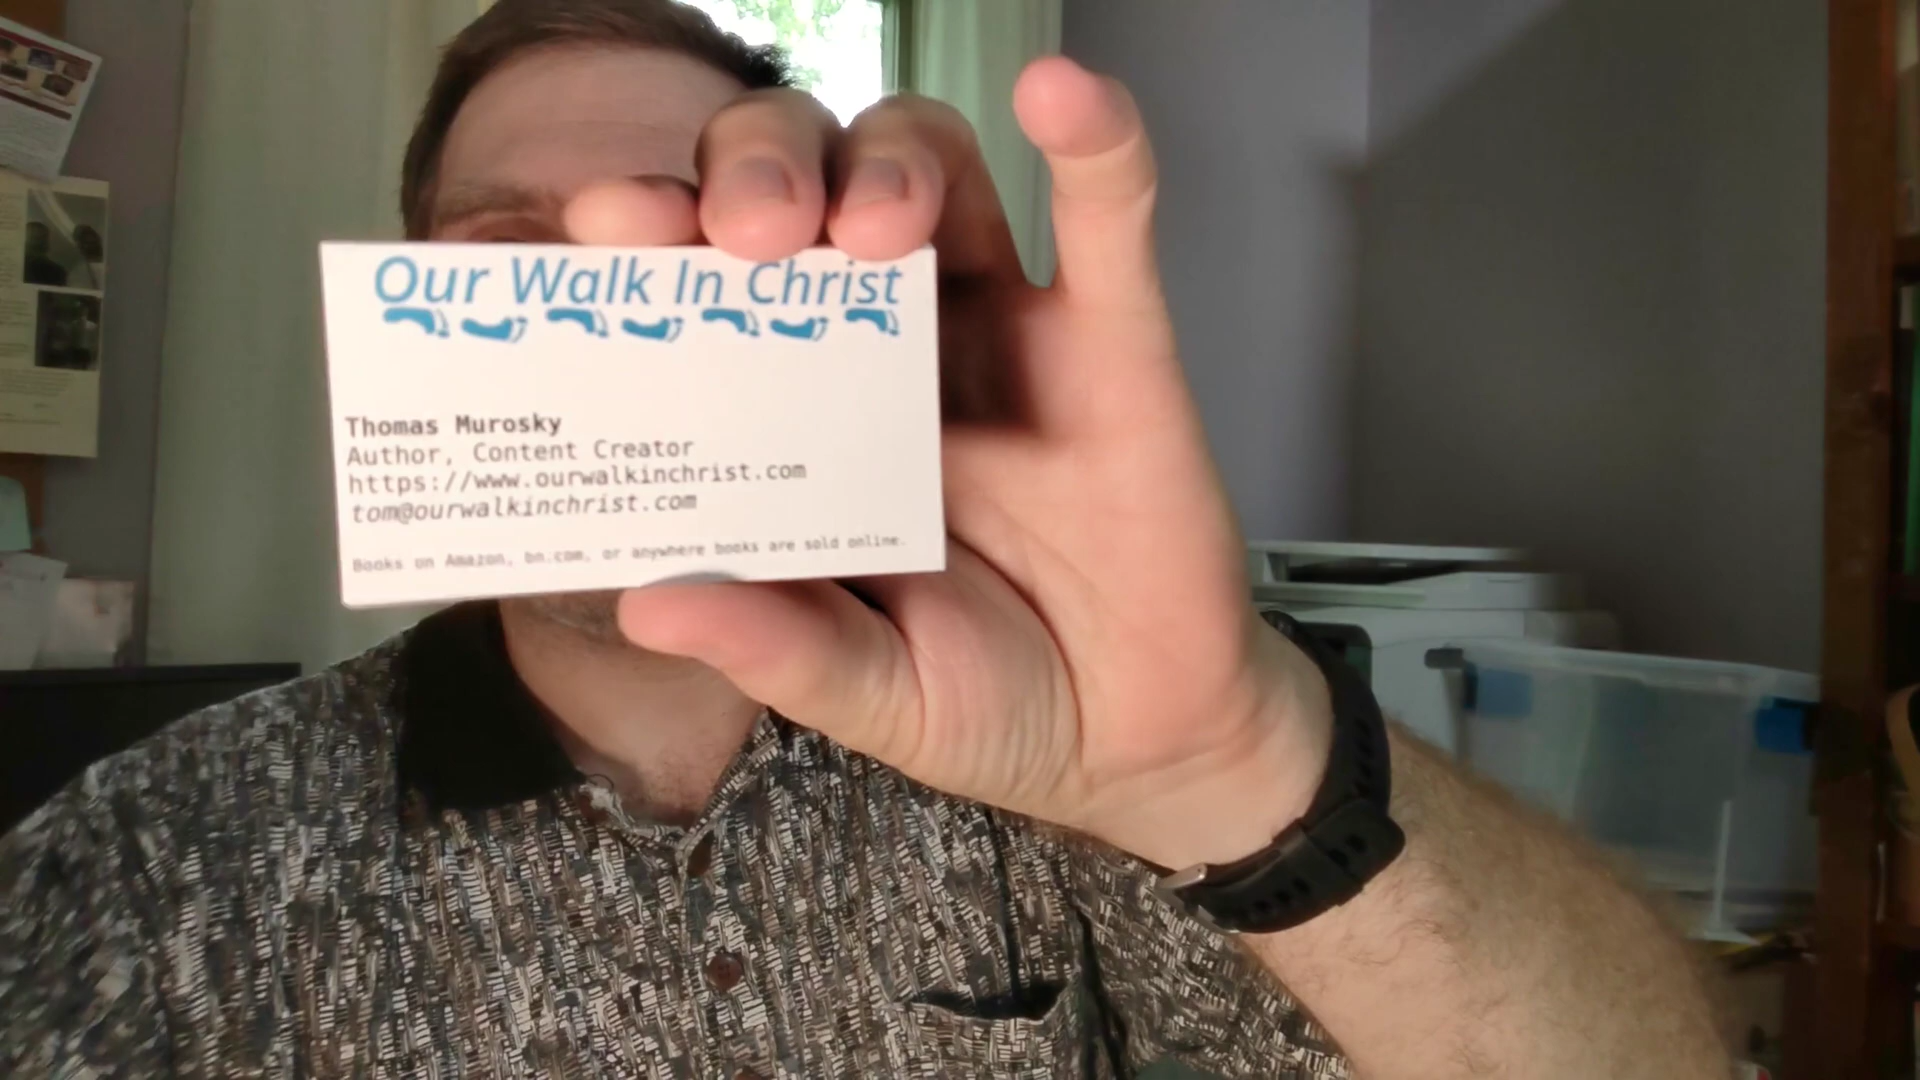 Our Walk In Christ
Thomas Murosky
Author, Content Creator
https://www.ourwalkinchrist.com
tom@ourwalkinchrist.com
Books on Amazon, bn.com, or anywhere books are sold online.